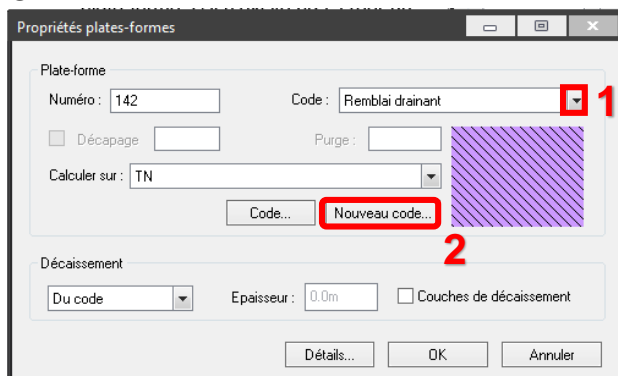 Propriétés plates-formes
Plate-forme
Numéro : 142 Code : Remblai drainant 1
Décapage Purge :
Calculer sur : TN
Code... Nouveau code...
2
Décaissement
Du code Epaisseur : 0.0m Couches de décaissement
Détails... OK Annuler